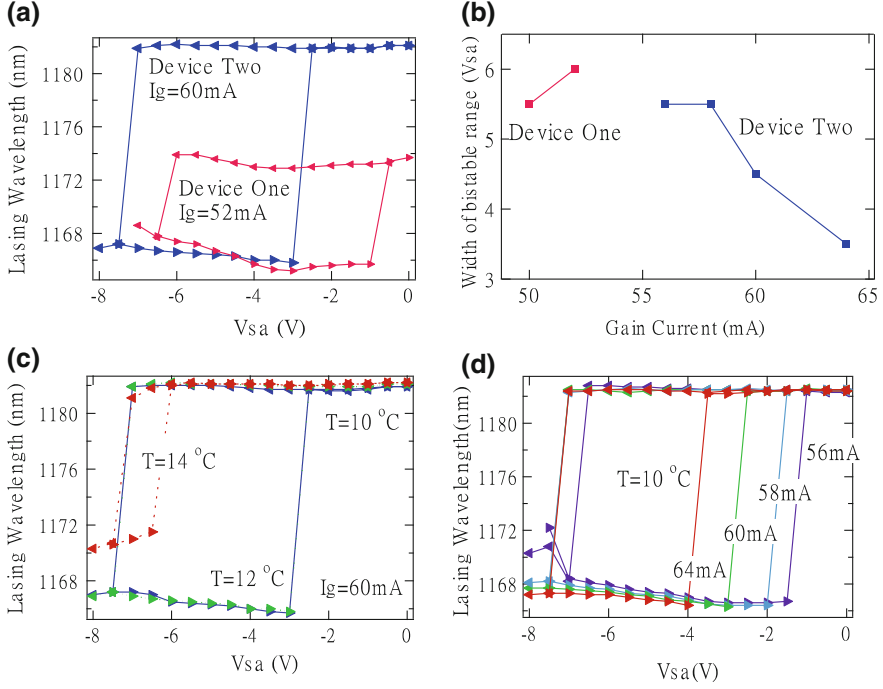 (a)
Lasing Wavelength (nm)
1180
1176
1172
1168
Device Two
Ig=60mA
Device One
Ig=52mA
-8 -6 -4 -2 0
Vsa (V)
(b)
Width of bistable range (Vsa)
6
5
4
3
Device One
Device Two
50 55 60 65
Gain Current (mA)
(c)
Lasing Wavelength (nm)
1180
1176
1172
1168
T=10 °C
T=14 °C
T=12 °C
Ig=60mA
-8 -6 -4 -2 0
Vsa (V)
(d)
Lasing Wavelength(nm)
1180
1176
1172
1168
T=10 °C
56mA
58mA
60mA
64mA
-8 -6 -4 -2 0
Vsa(V)